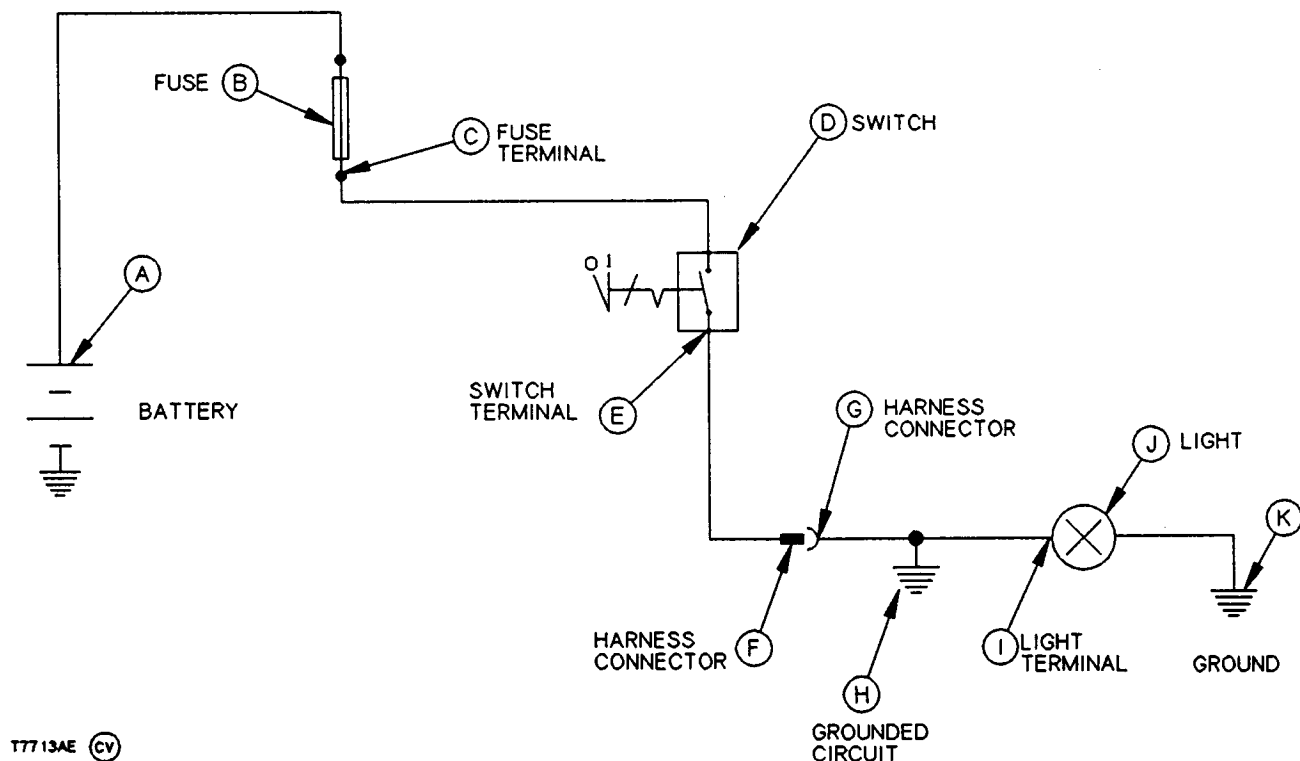 FUSE B
C FUSE
TERMINAL
D SWITCH
A
O I
BATTERY
SWITCH
TERMINAL E
G HARNESS
CONNECTOR
J LIGHT
K
HARNESS
CONNECTOR F
I LIGHT
TERMINAL
GROUND
H
GROUNDED
CIRCUIT
T7713AE CV